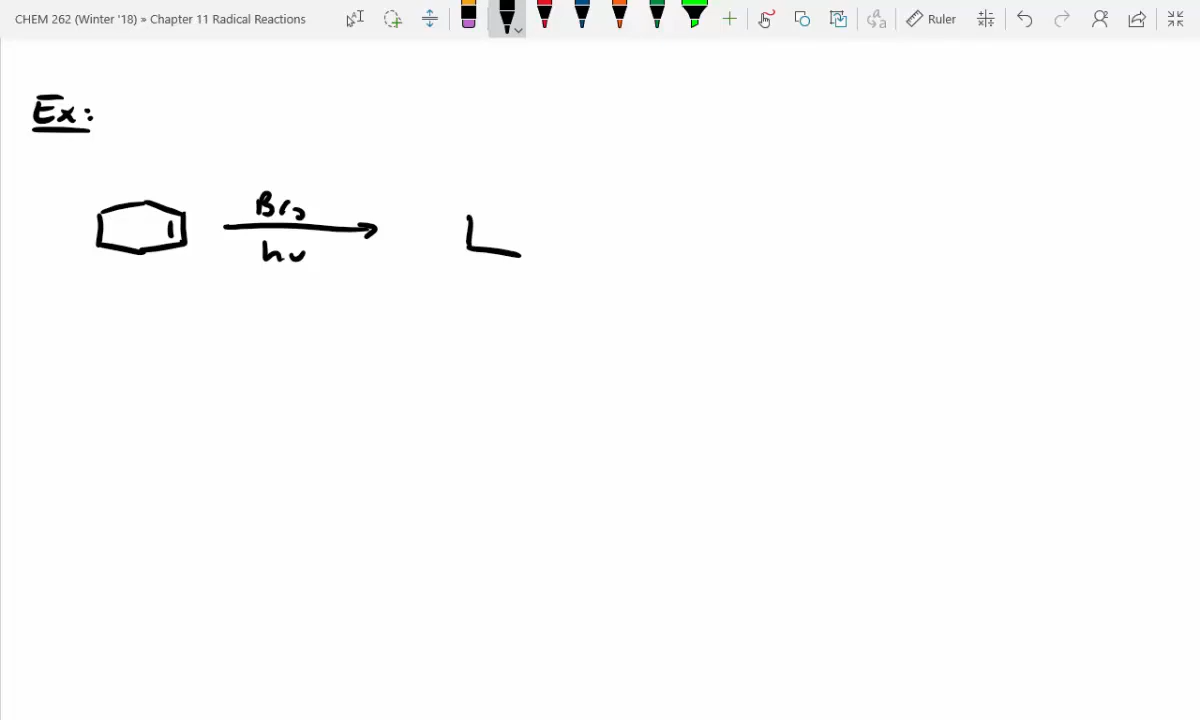 CHEM 262 (Winter '18) » Chapter 11 Radical Reactions
Ruler
Ex:
Br₂
hν